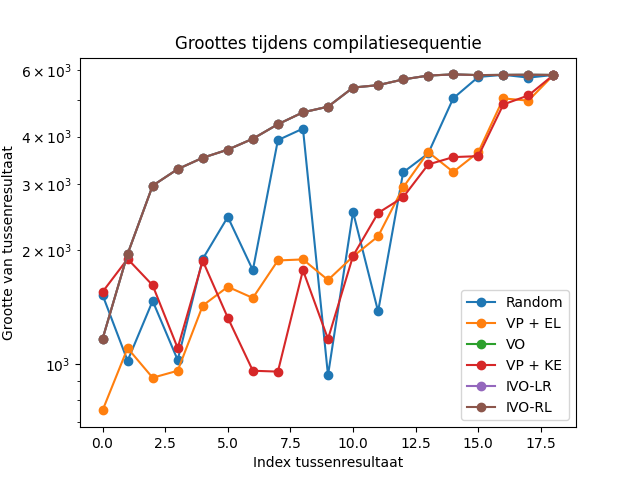 Groottes tijdens compilatiesequentie
Grootte van tussenresultaat
6 × 10³
4 × 10³
3 × 10³
2 × 10³
10³
0.0 2.5 5.0 7.5 10.0 12.5 15.0 17.5
Index tussenresultaat
Random
VP + EL
VO
VP + KE
IVO-LR
IVO-RL